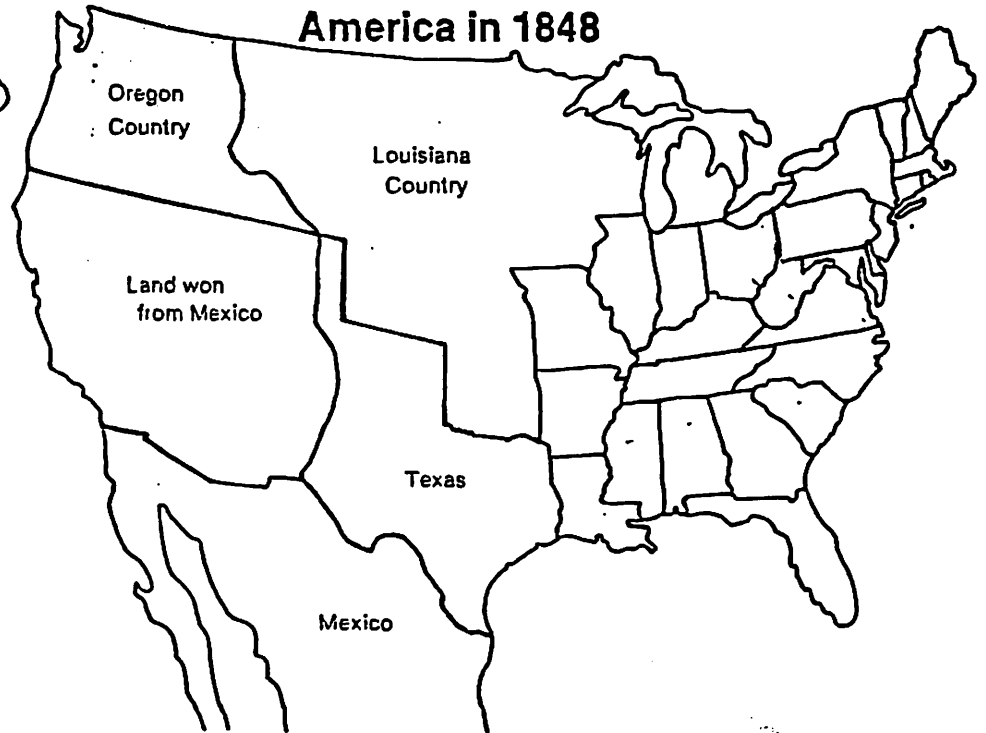 America in 1848
Oregon
Country
Louisiana
Country
Land won
from Mexico
Texas
Mexico